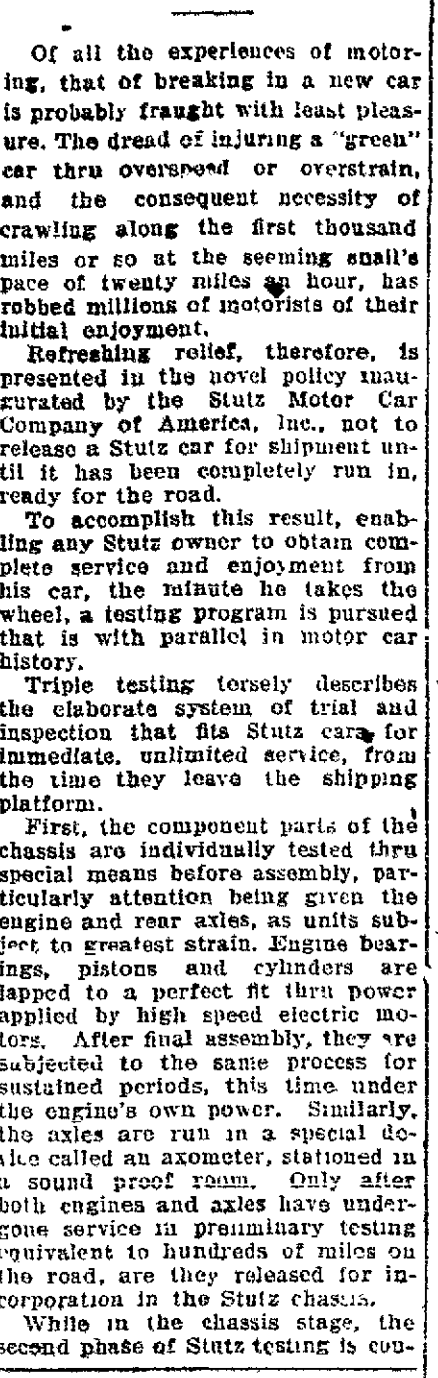 Of all the experiences of motor-
ing, that of breaking in a new car
is probably fraught with least pleas-
ure. The dread of injuring a "green"
car thru overspeed or overstrain,
and the consequent necessity of
crawling along the first thousand
miles or so at the seeming snail's
pace of twenty miles an hour, has
robbed millions of motorists of their
initial enjoyment.
Refreshing relief, therefore, is
presented in the novel policy inau-
gurated by the Stutz Motor Car
Company of America, Inc., not to
release a Stutz car for shipment un-
til it has been completely run in,
ready for the road.
To accomplish this result, enab-
ling any Stutz owner to obtain com-
plete service and enjoyment from
his car, the minute he takes the
wheel, a testing program is pursued
that is with parallel in motor car
history.
Triple testing tersely describes
the elaborate system of trial and
inspection that fits Stutz cars for
immediate, unlimited service, from
the time they leave the shipping
platform.
First, the component parts of the
chassis are individually tested thru
special means before assembly, par-
ticularly attention being given the
engine and rear axles, as units sub-
ject to greatest strain. Engine bear-
ings, pistons and cylinders are
lapped to a perfect fit thru power
applied by high speed electric mo-
tors. After final assembly, they are
subjected to the same process for
sustained periods, this time under
the engine's own power. Similarly,
the axles are run in a special de-
vice called an axometer, stationed in
a sound proof room. Only after
both engines and axles have under-
gone service in preliminary testing
equivalent to hundreds of miles on
the road, are they released for in-
corporation in the Stutz chassis.
While in the chassis stage, the
second phase of Stutz testing is con-